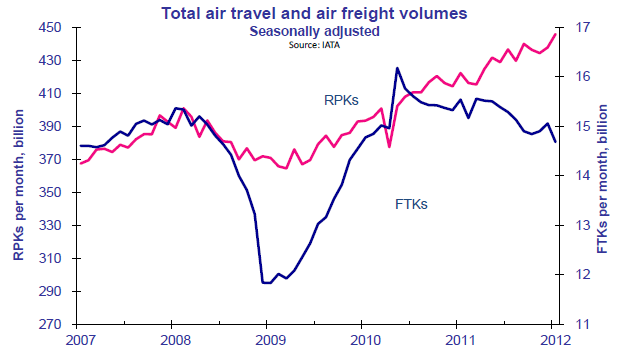 Total air travel and air freight volumes
Seasonally adjusted
Source: IATA
RPKs per month, billion
450
430
410
390
370
350
330
310
290
270
RPKs
FTKs
17
16
15
14
13
12
11
FTKs per month, billion
2007 2008 2009 2010 2011 2012